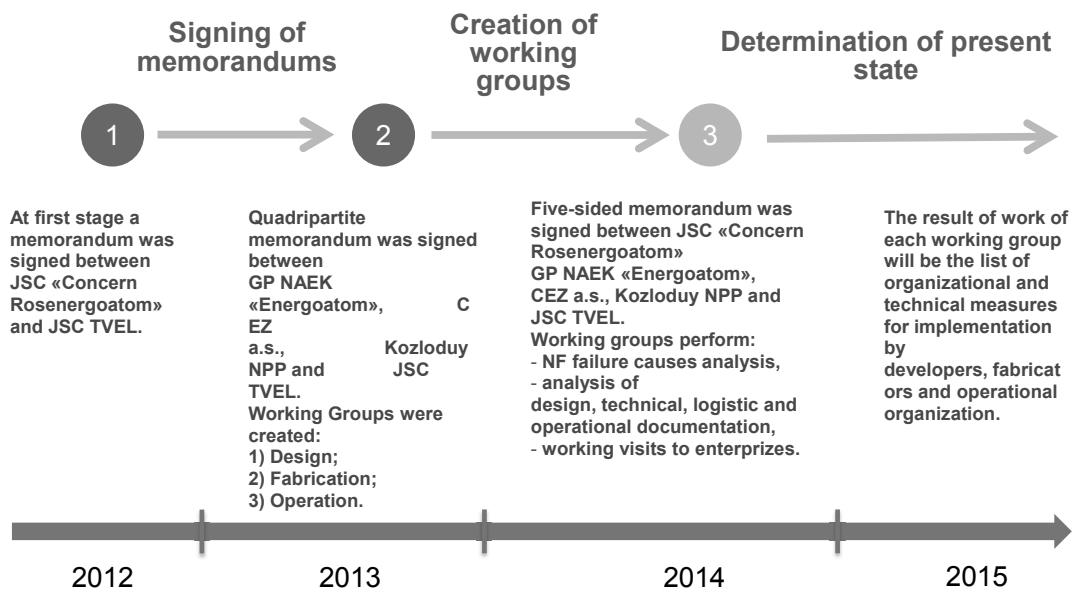 Signing of
memorandums
Creation of
working
groups
Determination of present
state
1
2
3
At first stage a
memorandum was
signed between
JSC «Concern
Rosenergoatom»
and JSC TVEL.
Quadripartite
memorandum was signed
between
GP NAEK
«Energoatom», C
EZ
a.s., Kozloduy
NPP and JSC
TVEL.
Working Groups were
created:
1) Design;
2) Fabrication;
3) Operation.
Five-sided memorandum was
signed between JSC «Concern
Rosenergoatom»
GP NAEK «Energoatom»,
CEZ a.s., Kozloduy NPP and
JSC TVEL.
Working groups perform:
- NF failure causes analysis,
- analysis of
design, technical, logistic and
operational documentation,
- working visits to enterprizes.
The result of work of
each working group
will be the list of
organizational and
technical measures
for implementation
by
developers, fabricat
ors and operational
organization.
2012
2013
2014
2015